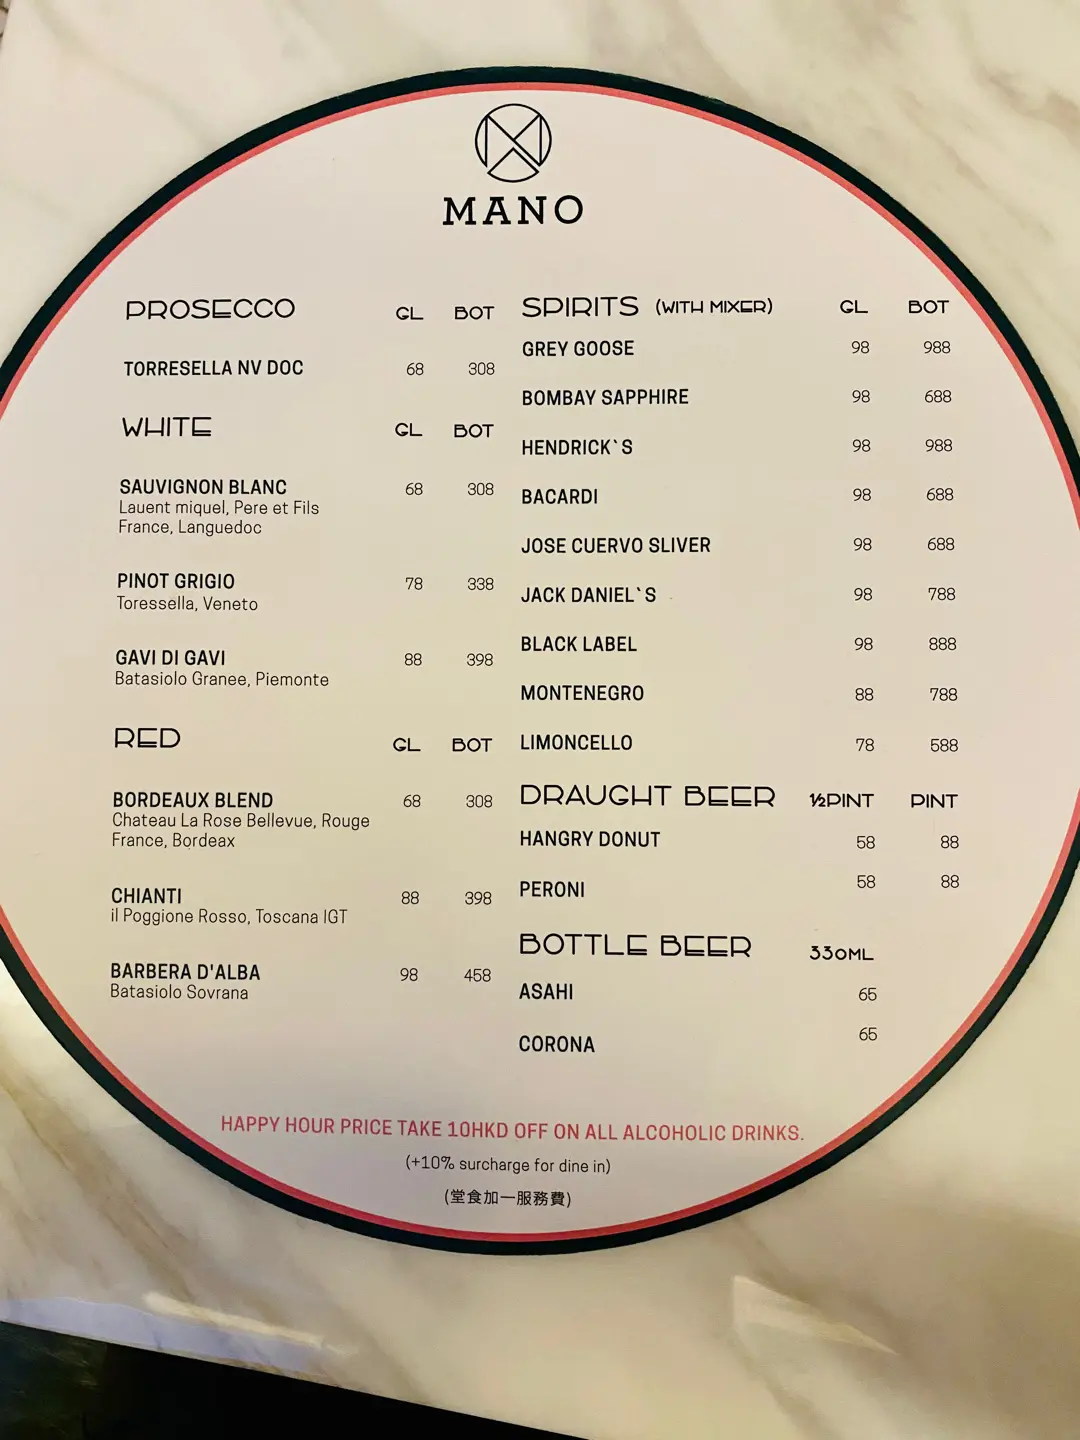 MANO
PROSECCO GL BOT
TORRESELLA NV DOC 68 308
WHITE GL BOT
SAUVIGNON BLANC 68 308
Lauent miquel, Pere et Fils
France, Languedoc
PINOT GRIGIO 78 338
Toressella, Veneto
GAVI DI GAVI 88 398
Batasiolo Granee, Piemonte
RED GL BOT
BORDEAUX BLEND 68 308
Chateau La Rose Bellevue, Rouge
France, Bordeax
CHIANTI 88 398
il Poggione Rosso, Toscana IGT
BARBERA D'ALBA 98 458
Batasiolo Sovrana
SPIRITS (WITH MIXER) GL BOT
GREY GOOSE 98 988
BOMBAY SAPPHIRE 98 688
HENDRICK`S 98 988
BACARDI 98 688
JOSE CUERVO SLIVER 98 688
JACK DANIEL`S 98 788
BLACK LABEL 98 888
MONTENEGRO 88 788
LIMONCELLO 78 588
DRAUGHT BEER ½PINT PINT
HANGRY DONUT 58 88
PERONI 58 88
BOTTLE BEER 330ML
ASAHI 65
CORONA 65
HAPPY HOUR PRICE TAKE 10HKD OFF ON ALL ALCOHOLIC DRINKS.
(+10% surcharge for dine in)
(堂食加一服務費)